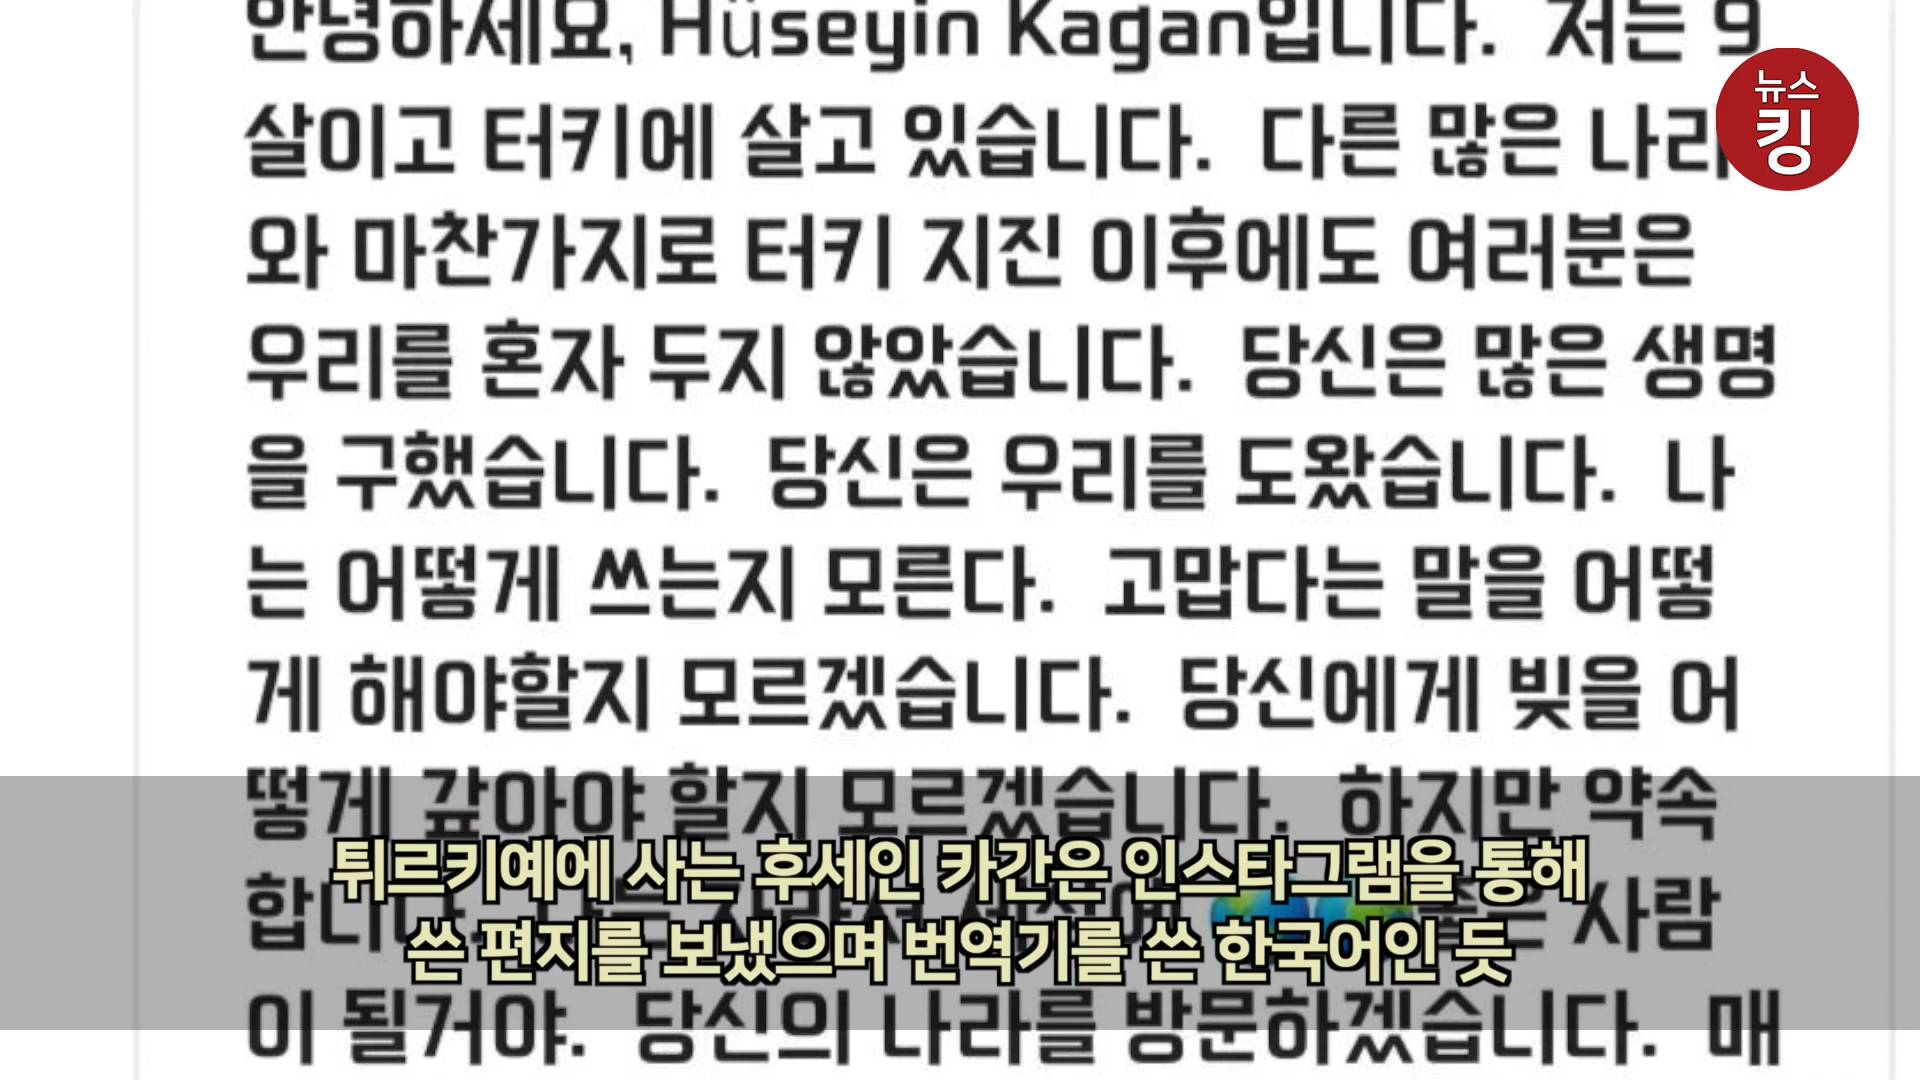 안녕하세요, Hüseyin Kagan입니다. 저는 9
뉴스
킹
살이고 터키에 살고 있습니다. 다른 많은 나라
와 마찬가지로 터키 지진 이후에도 여러분은
우리를 혼자 두지 않았습니다. 당신은 많은 생명
을 구했습니다. 당신은 우리를 도왔습니다. 나
는 어떻게 쓰는지 모른다. 고맙다는 말을 어떻
게 해야할지 모르겠습니다. 당신에게 빚을 어
떻게 갚아야 할지 모르겠습니다. 하지만 약속
합니다. 사람
튀르키예에 사는 후세인 카간은 인스타그램을 통해
쓴 편지를 보냈으며 번역기를 쓴 한국어인 듯
이 될거야. 당신의 나라를 방문하겠습니다. 매